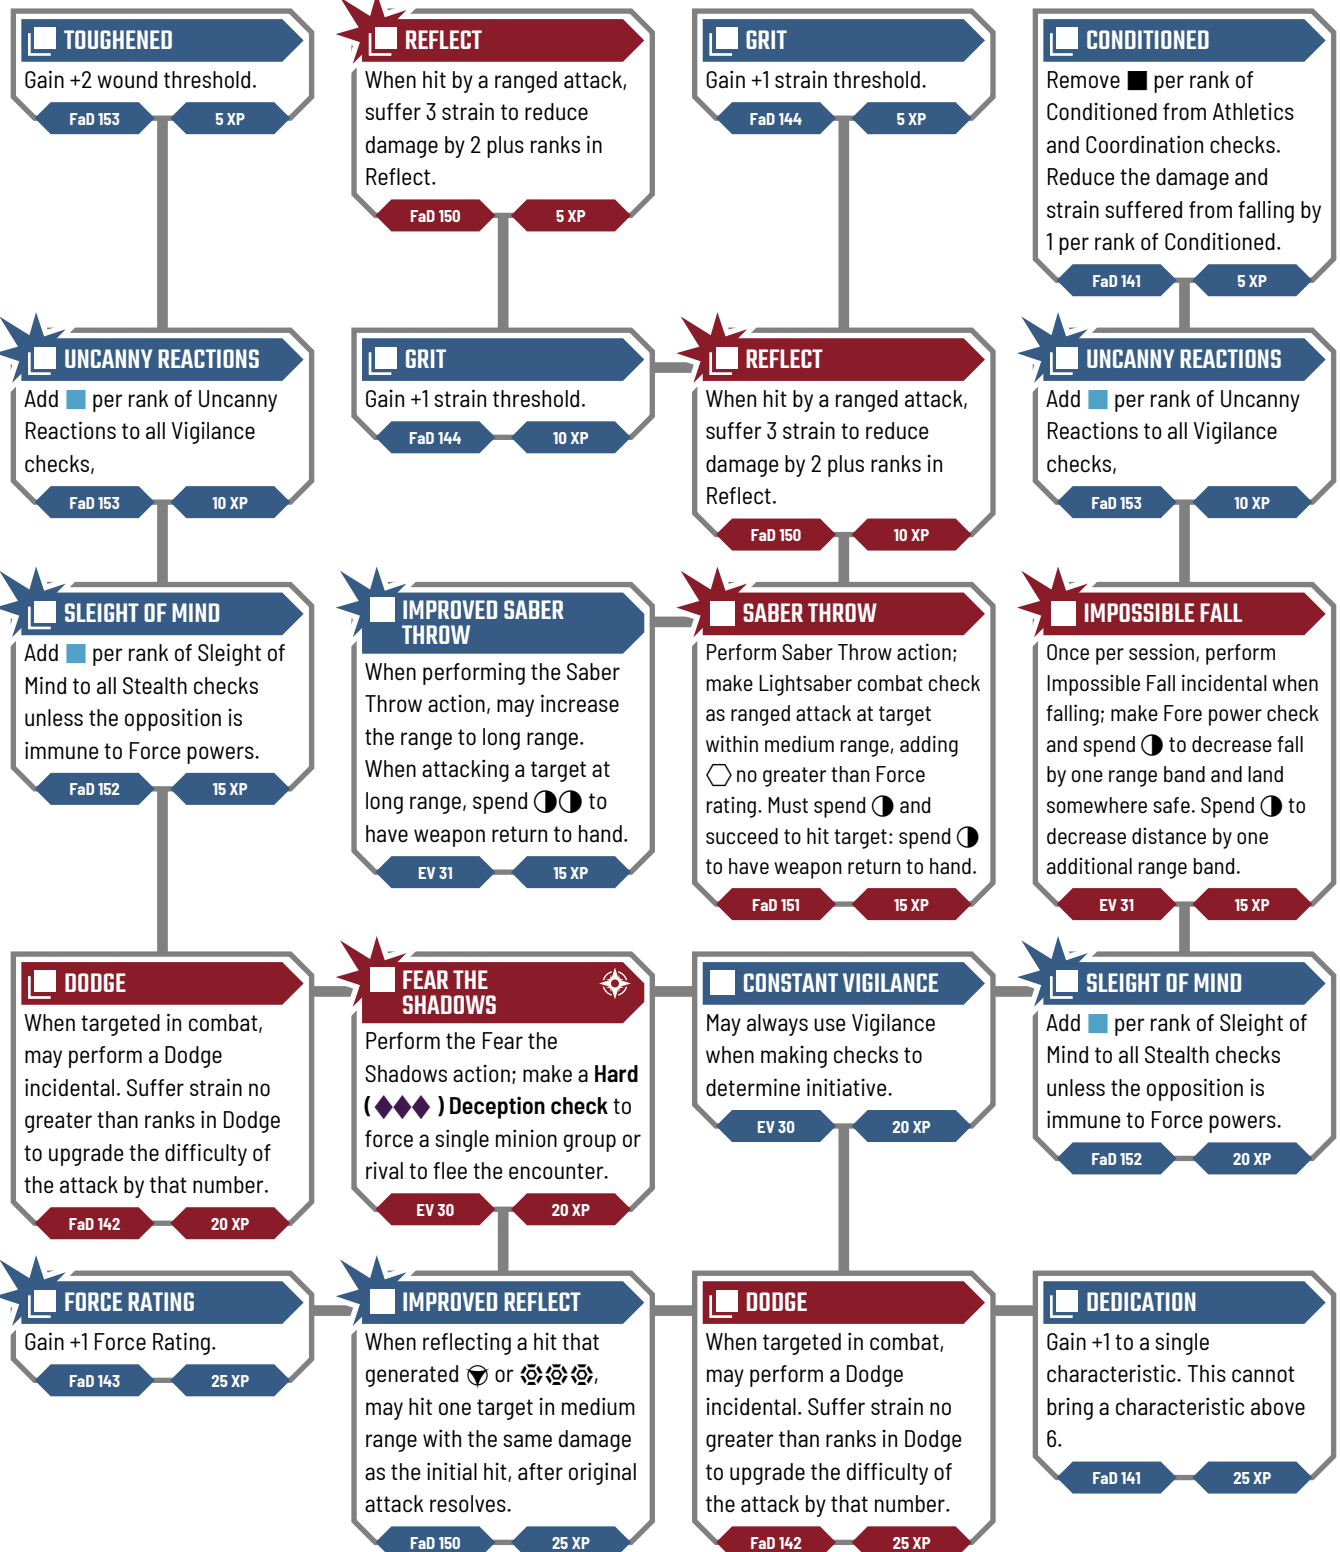 TOUGHENED
Gain +2 wound threshold.
FaD 153
5 XP
REFLECT
When hit by a ranged attack,
suffer 3 strain to reduce
damage by 2 plus ranks in
Reflect.
FaD 150
5 XP
GRIT
Gain +1 strain threshold.
FaD 144
5 XP
CONDITIONED
Remove per rank of
Conditioned from Athletics
and Coordination checks.
Reduce the damage and
strain suffered from falling by
1 per rank of Conditioned.
FaD 141
5 XP
UNCANNY REACTIONS
Add per rank of Uncanny
Reactions to all Vigilance
checks,
FaD 153
10 XP
GRIT
Gain +1 strain threshold.
FaD 144
10 XP
REFLECT
When hit by a ranged attack,
suffer 3 strain to reduce
damage by 2 plus ranks in
Reflect.
FaD 150
10 XP
UNCANNY REACTIONS
Add per rank of Uncanny
Reactions to all Vigilance
checks,
FaD 153
10 XP
SLEIGHT OF MIND
Add per rank of Sleight of
Mind to all Stealth checks
unless the opposition is
immune to Force powers.
FaD 152
15 XP
IMPROVED SABER
THROW
When performing the Saber
Throw action, may increase
the range to long range.
When attacking a target at
long range, spend to
have weapon return to hand.
EV 31
15 XP
SABER THROW
Perform Saber Throw action;
make Lightsaber combat check
as ranged attack at target
within medium range, adding
no greater than Force
rating. Must spend and
succeed to hit target: spend
to have weapon return to hand.
FaD 151
15 XP
IMPOSSIBLE FALL
Once per session, perform
Impossible Fall incidental when
falling; make Fore power check
and spend to decrease fall
by one range band and land
somewhere safe. Spend to
decrease distance by one
additional range band.
EV 31
15 XP
DODGE
When targeted in combat,
may perform a Dodge
incidental. Suffer strain no
greater than ranks in Dodge
to upgrade the difficulty of
the attack by that number.
FaD 142
20 XP
FEAR THE
SHADOWS
Perform the Fear the
Shadows action; make a Hard
( ) Deception check to
force a single minion group or
rival to flee the encounter.
EV 30
20 XP
CONSTANT VIGILANCE
May always use Vigilance
when making checks to
determine initiative.
EV 30
20 XP
SLEIGHT OF MIND
Add per rank of Sleight of
Mind to all Stealth checks
unless the opposition is
immune to Force powers.
FaD 152
20 XP
FORCE RATING
Gain +1 Force Rating.
FaD 143
25 XP
IMPROVED REFLECT
When reflecting a hit that
generated or ,
may hit one target in medium
range with the same damage
as the initial hit, after original
attack resolves.
FaD 150
25 XP
DODGE
When targeted in combat,
may perform a Dodge
incidental. Suffer strain no
greater than ranks in Dodge
to upgrade the difficulty of
the attack by that number.
FaD 142
25 XP
DEDICATION
Gain +1 to a single
characteristic. This cannot
bring a characteristic above
6.
FaD 141
25 XP